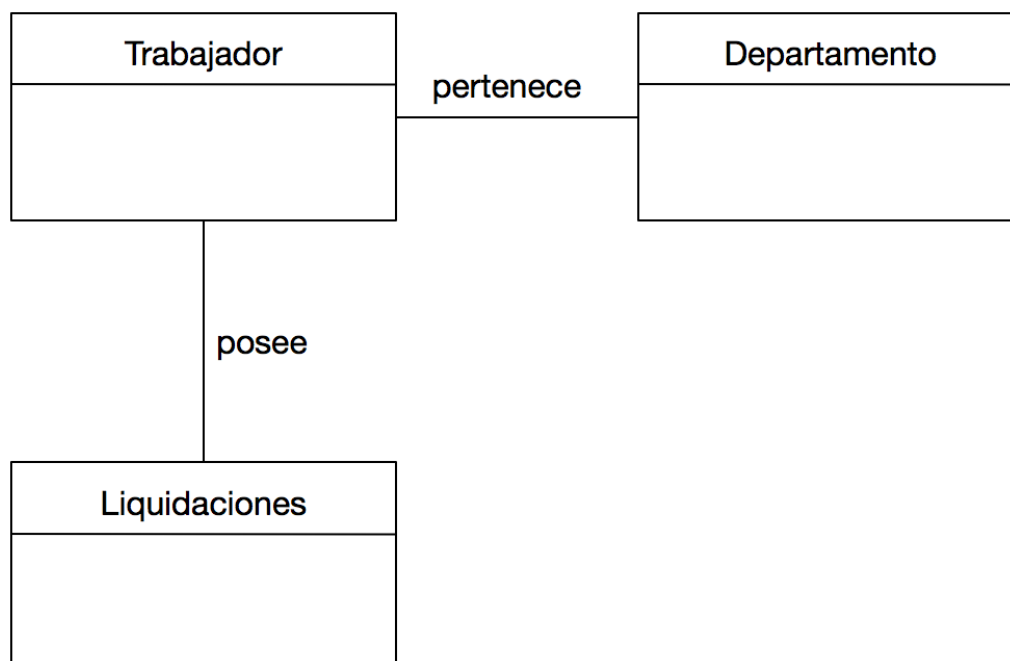 Trabajador
Departamento
pertenece
posee
Liquidaciones